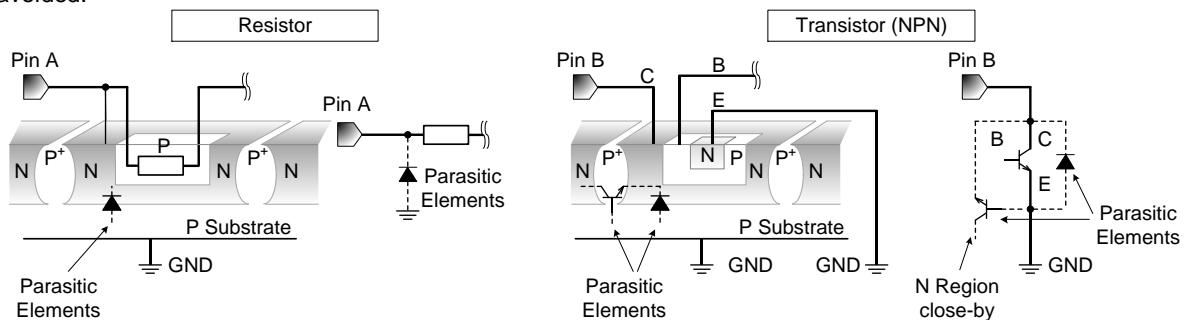 avoided.
Resistor
Transistor (NPN)
Pin A
Pin A
N
P+
N
P
N
P+
N
Parasitic
Elements
P Substrate
GND
Parasitic
Elements
Pin B
C
B
E
N
P+
N
N
P
N
P+
N
P Substrate
GND
GND
Parasitic
Elements
Pin B
B
C
E
Parasitic
Elements
GND
N Region
close-by